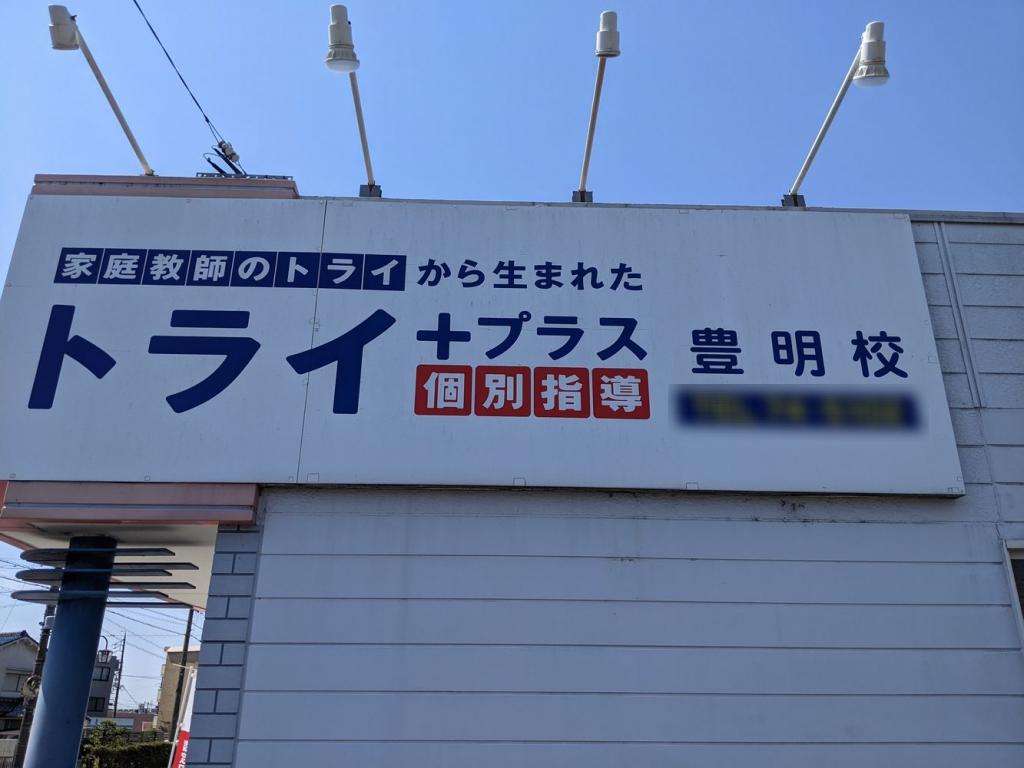 家庭教師のトライから生まれた
トライ+プラス
個別指導
豊明校